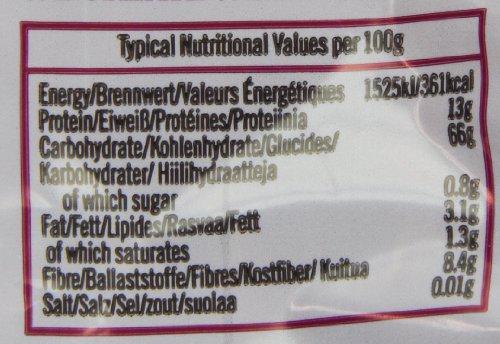 Typical Nutritional Values per 100g
Energy/Brennwert/Valeurs Énergétiques 1525kJ/361kcal
Protein/Eiweiß/Protéines/Proteiinia 13g
Carbohydrate/Kohlenhydrate/Glucides/ 66g
Karbohydrater/ Hiilihydraatteja
of which sugar 0.8g
Fat/Fett/Lipides/Rasvaa/Fett 3.1g
of which saturates 1.3g
Fibre/Ballaststoffe/Fibres/Kostfiber/ Kuitua 8.4g
Salt/Salz/Sel/zout/suolaa 0.01g